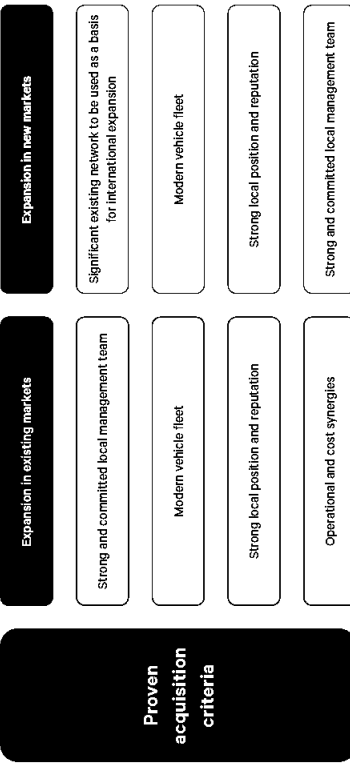 Proven
acquisition
criteria
Expansion in existing markets
Strong and committed local management team
Modern vehicle fleet
Strong local position and reputation
Operational and cost synergies
Expansion in new markets
Significant existing network to be used as a basis
for international expansion
Modern vehicle fleet
Strong local position and reputation
Strong and committed local management team